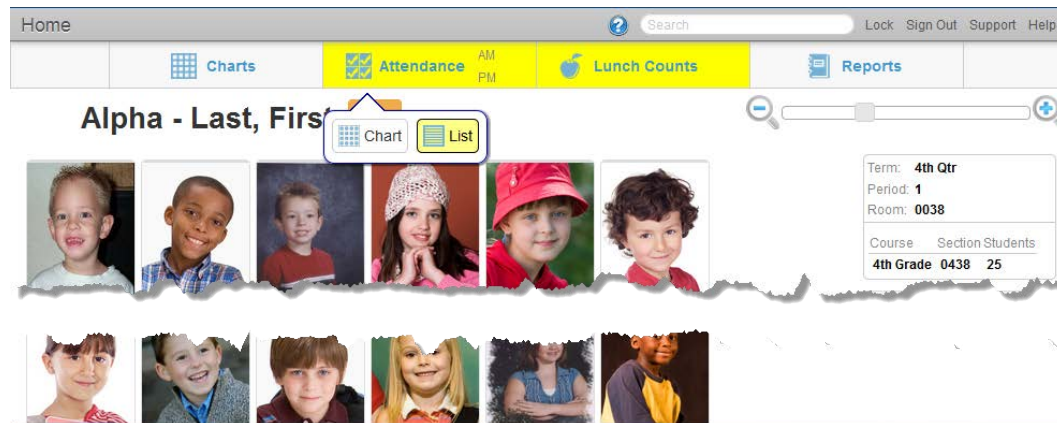 Home Search Lock Sign Out Support Help
Charts Attendance AM PM Lunch Counts Reports
Alpha - Last, First
Chart List
Term: 4th Qtr
Period: 1
Room: 0038
Course Section Students
4th Grade 0438 25